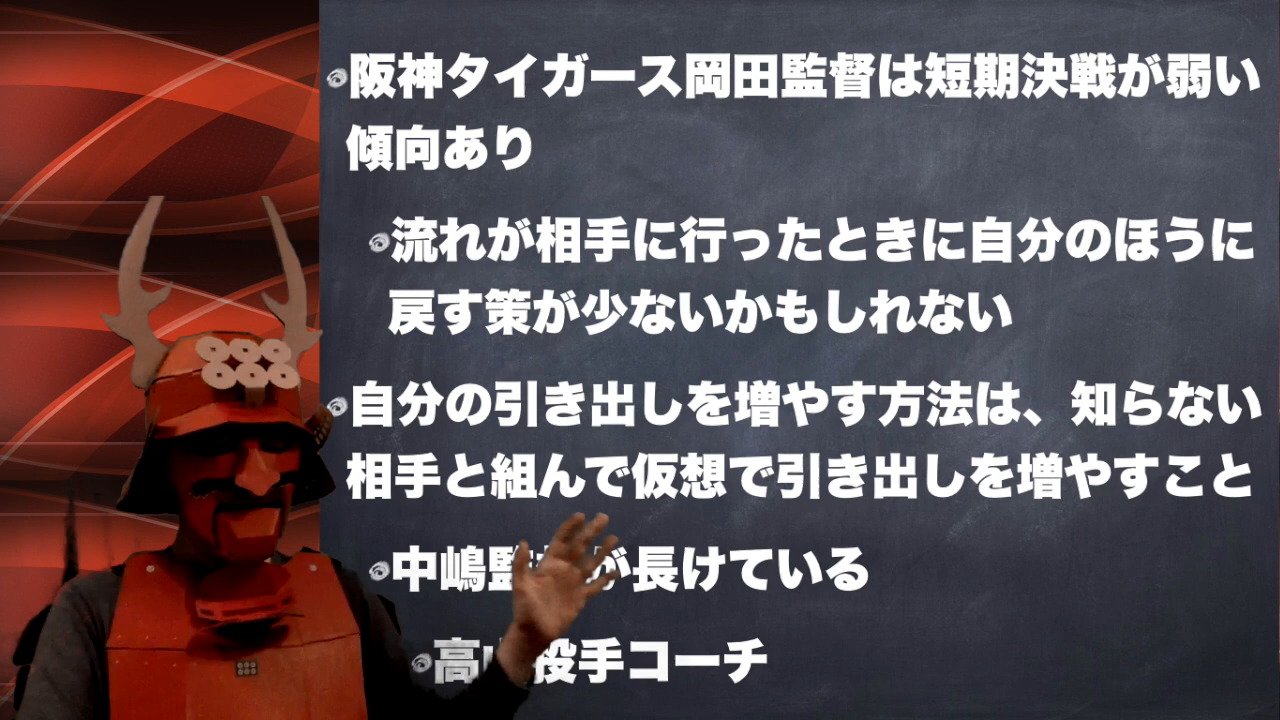 阪神タイガース岡田監督は短期決戦が弱い
傾向あり
流れが相手に行ったときに自分のほうに
戻す策が少ないかもしれない
自分の引き出しを増やす方法は、知らない
相手と組んで仮想で引き出しを増やすこと
中嶋監督が長けている
投手コーチ